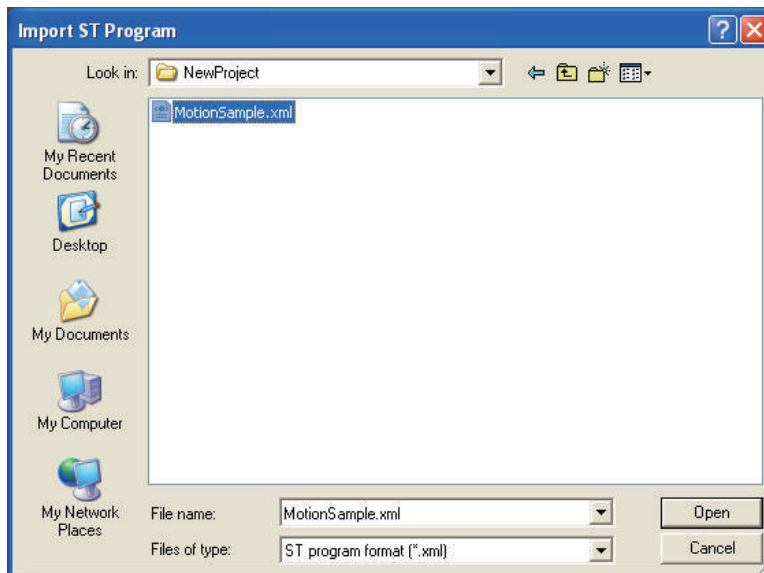 Import ST Program
Look in:
NewProject
MotionSample.xml
My Recent
Documents
Desktop
My Documents
My Computer
My Network
Places
File name:
MotionSample.xml
Open
Files of type:
ST program format (*.xml)
Cancel